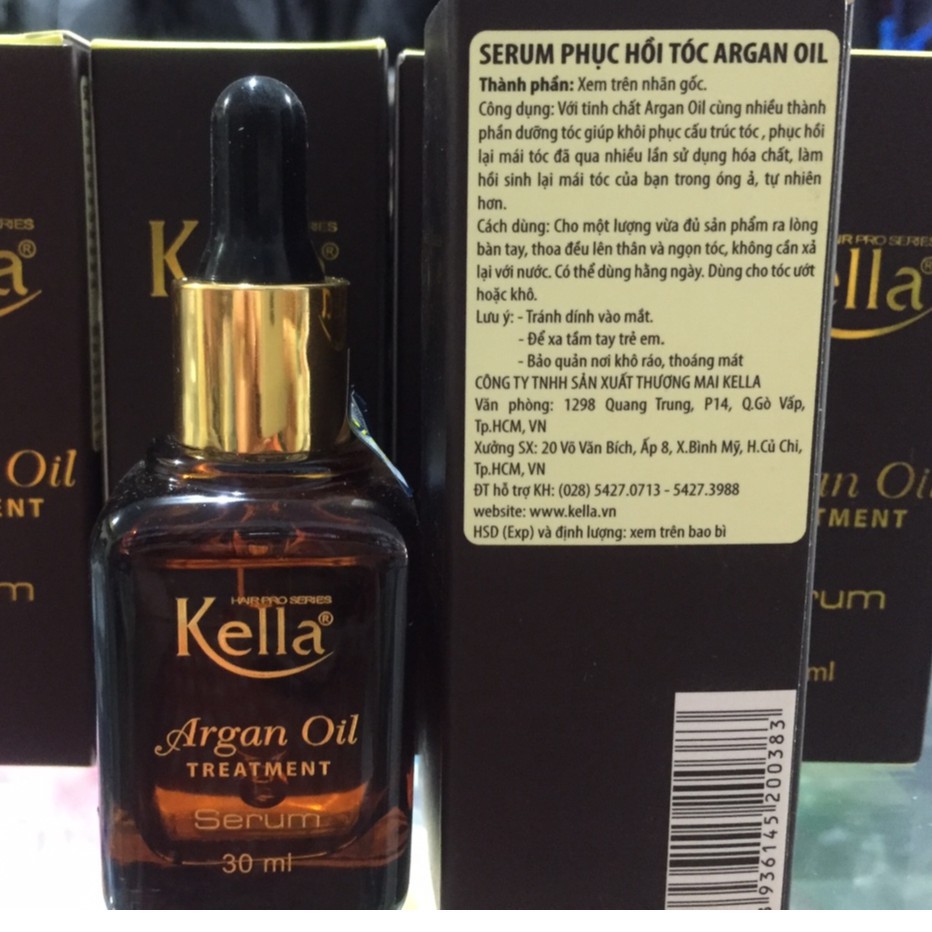 HAIR PRO SERIES
Kella®
Argan Oil
TREATMENT
Serum
30 ml
SERUM PHỤC HỒI TÓC ARGAN OIL
Thành phần: Xem trên nhãn gốc.
Công dụng: Với tinh chất Argan Oil cùng nhiều thành
phần dưỡng tóc giúp khôi phục cấu trúc tóc , phục hồi
lại mái tóc đã qua nhiều lần sử dụng hóa chất, làm
hồi sinh lại mái tóc của bạn trong óng ả, tự nhiên
hơn.
Cách dùng: Cho một lượng vừa đủ sản phẩm ra lòng
bàn tay, thoa đều lên thân và ngọn tóc, không cần xả
lại với nước. Có thể dùng hằng ngày. Dùng cho tóc ướt
hoặc khô.
Lưu ý: - Tránh dính vào mắt.
- Để xa tầm tay trẻ em.
- Bảo quản nơi khô ráo, thoáng mát
CÔNG TY TNHH SẢN XUẤT THƯƠNG MAI KELLA
Văn phòng: 1298 Quang Trung, P14, Q.Gò Vấp,
Tp.HCM, VN
Xưởng SX: 20 Võ Văn Bích, Ấp 8, X.Bình Mỹ, H.Củ Chi,
Tp.HCM, VN
ĐT hỗ trợ KH: (028) 5427.0713 - 5427.3988
website: www.kella.vn
HSD (Exp) và định lượng: xem trên bao bì
936145200383
Oil